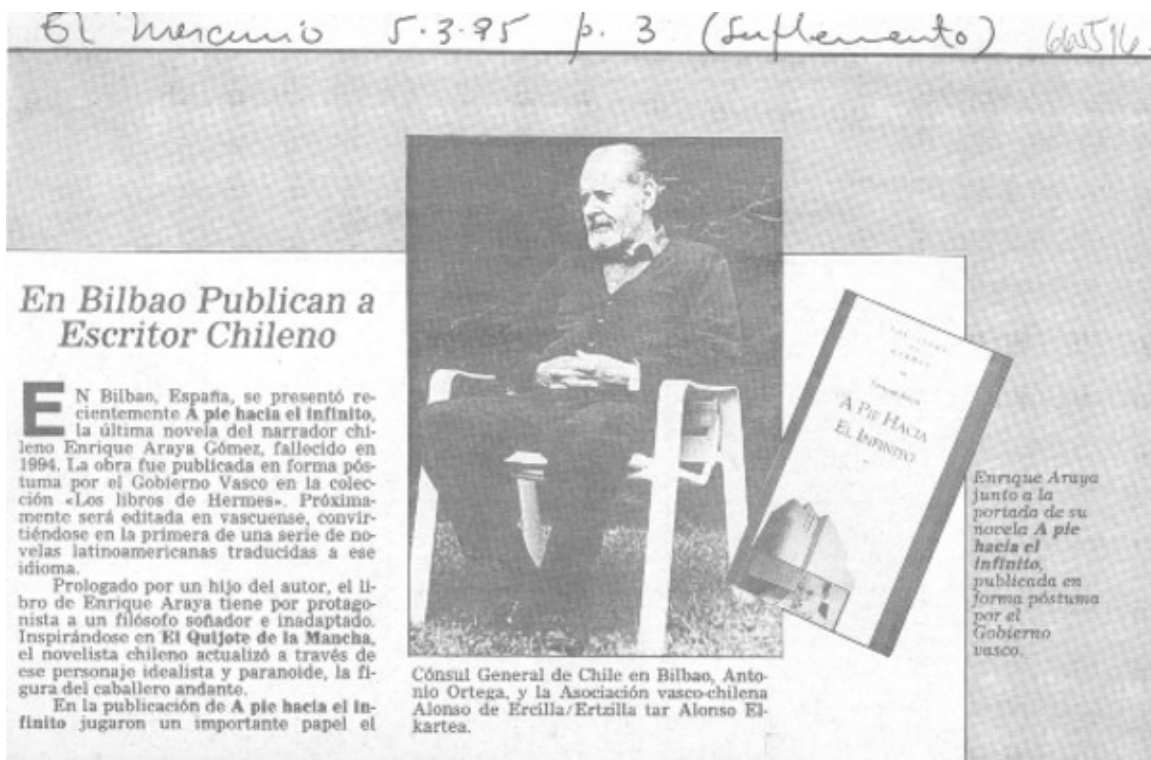 El Mercurio 5.3.95 p. 3 (Suplemento) 665516.
En Bilbao Publican a
Escritor Chileno
EN Bilbao, España, se presentó re-
cientemente A pie hacia el infinito,
la última novela del narrador chi-
leno Enrique Araya Gómez, fallecido en
1994. La obra fue publicada en forma pós-
tuma por el Gobierno Vasco en la colec-
ción «Los libros de Hermes». Próxima-
mente será editada en vascuense, convir-
tiéndose en la primera de una serie de no-
velas latinoamericanas traducidas a ese
idioma.
Prologado por un hijo del autor, el li-
bro de Enrique Araya tiene por protago-
nista a un filósofo soñador e inadaptado.
Inspirándose en El Quijote de la Mancha,
el novelista chileno actualizó a través de
ese personaje idealista y paranoide, la fi-
gura del caballero andante.
En la publicación de A pie hacia el in-
finito jugaron un importante papel el
Cónsul General de Chile en Bilbao, Anto-
nio Ortega, y la Asociación vasco-chilena
Alonso de Ercilla/Ertzilla tar Alonso El-
kartea.
A PIE HACIA
EL INFINITO
Enrique Araya
junto a la
portada de su
novela A pie
hacia el
infinito,
publicada en
forma póstuma
por el
Gobierno
vasco.